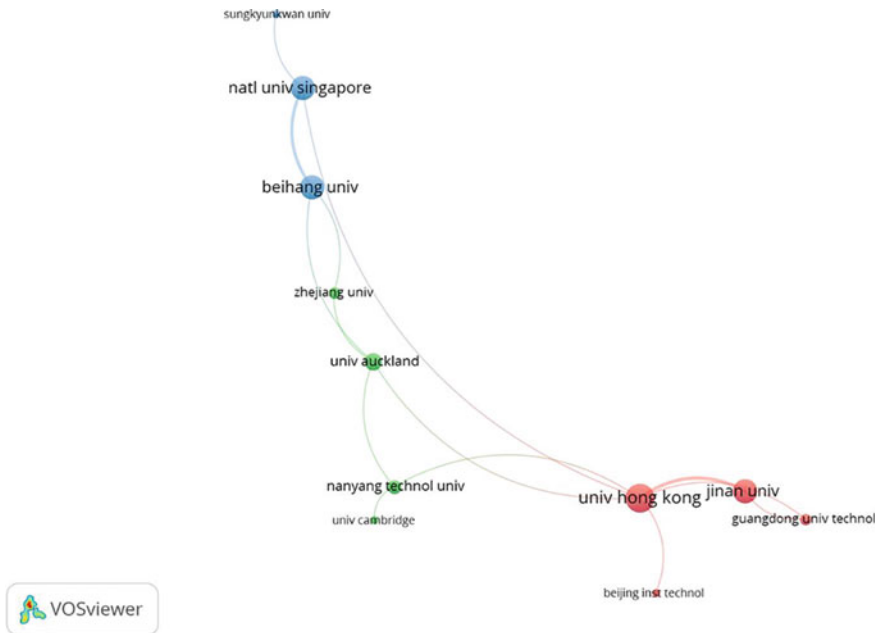 sungkyunkwan univ
natl univ singapore
beihang univ
zhejiang univ
univ auckland
nanyang technol univ
univ hong kong
jinan univ
univ cambridge
guangdong univ technol
beijing inst technol
VOSviewer